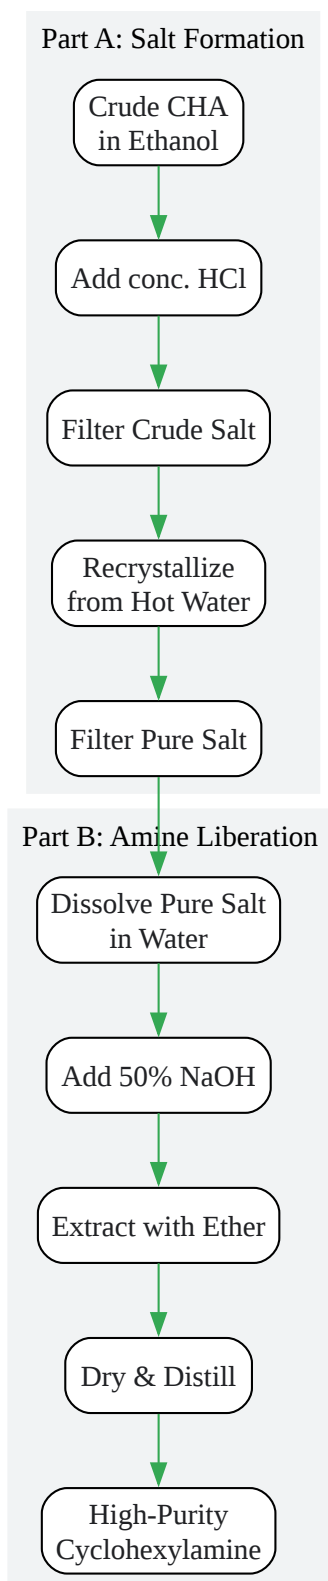 Part A: Salt Formation
Crude CHA
in Ethanol
Add conc. HCl
Filter Crude Salt
Recrystallize
from Hot Water
Filter Pure Salt
Part B: Amine Liberation
Dissolve Pure Salt
in Water
Add 50% NaOH
Extract with Ether
Dry & Distill
High-Purity
Cyclohexylamine